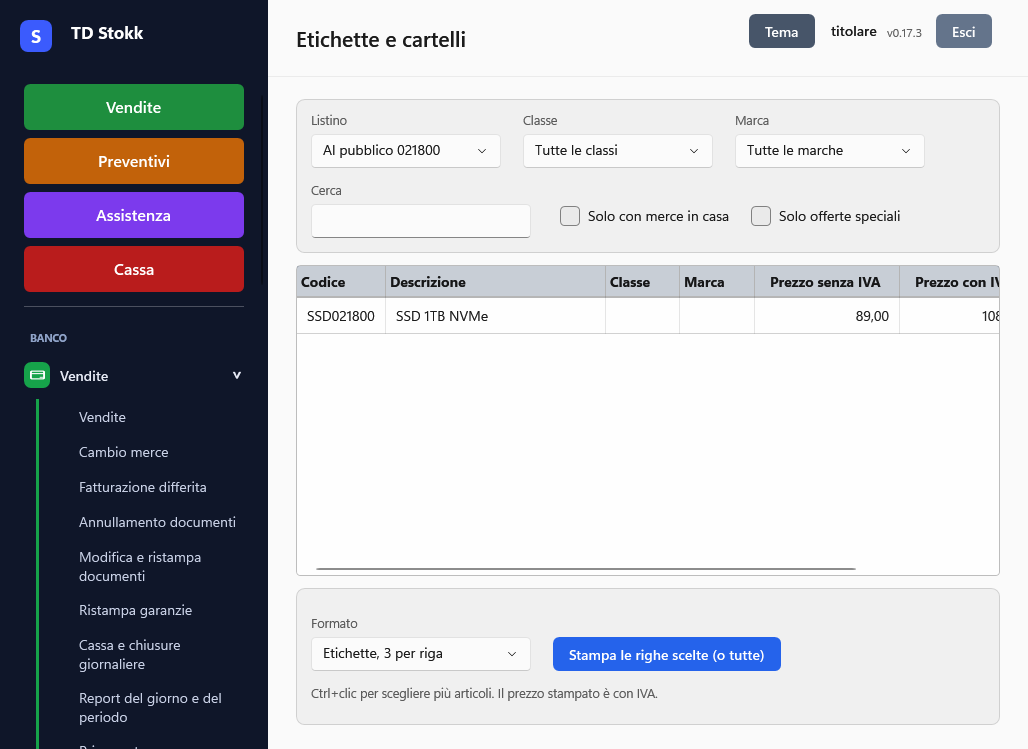 S
TD Stokk
Vendite
Preventivi
Assistenza
Cassa
BANCO
Vendite
Vendite
Cambio merce
Fatturazione differita
Annullamento documenti
Modifica e ristampa
documenti
Ristampa garanzie
Cassa e chiusure
giornaliere
Report del giorno e del
periodo
Etichette e cartelli
Tema
titolare
v0.17.3
Esci
Listino
Classe
Marca
Al pubblico 021800
Tutte le classi
Tutte le marche
Cerca
Solo con merce in casa
Solo offerte speciali
Codice
Descrizione
Classe
Marca
Prezzo senza IVA
Prezzo con
SSD021800
SSD 1TB NVMe
89,00
108
Formato
Etichette, 3 per riga
Stampa le righe scelte (o tutte)
Ctrl+clic per scegliere più articoli. Il prezzo stampato è con IVA.